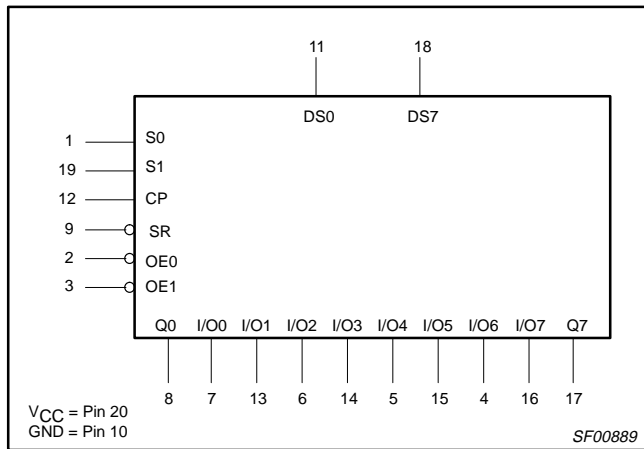 11 18
DS0 DS7
1 S0
19 S1
12 CP
9 SR
2 OE0
3 OE1
Q0 I/O0 I/O1 I/O2 I/O3 I/O4 I/O5 I/O6 I/O7 Q7
8 7 13 6 14 5 15 4 16 17
VCC = Pin 20
GND = Pin 10
SF00889